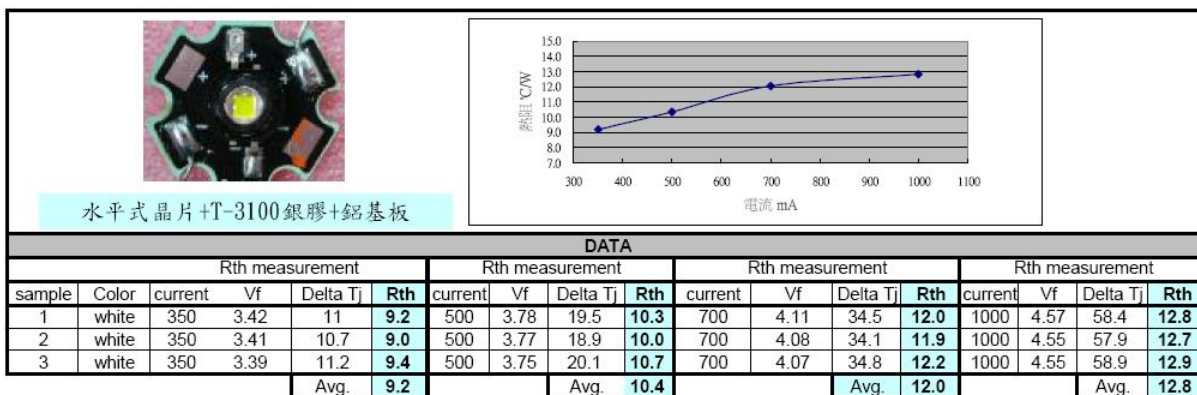 15.0
14.0
13.0
12.0
11.0
10.0
9.0
8.0
7.0
熱阻 ℃/W
300 400 500 600 700 800 900 1000 1100
電流 mA
水平式晶片+T-3100銀膠+鋁基板
DATA
Rth measurement Rth measurement Rth measurement Rth measurement
sample Color current Vf Delta Tj Rth current Vf Delta Tj Rth current Vf Delta Tj Rth current Vf Delta Tj Rth
1 white 350 3.42 11 9.2 500 3.78 19.5 10.3 700 4.11 34.5 12.0 1000 4.57 58.4 12.8
2 white 350 3.41 10.7 9.0 500 3.77 18.9 10.0 700 4.08 34.1 11.9 1000 4.55 57.9 12.7
3 white 350 3.39 11.2 9.4 500 3.75 20.1 10.7 700 4.07 34.8 12.2 1000 4.55 58.9 12.9
Avg. 9.2 Avg. 10.4 Avg. 12.0 Avg. 12.8